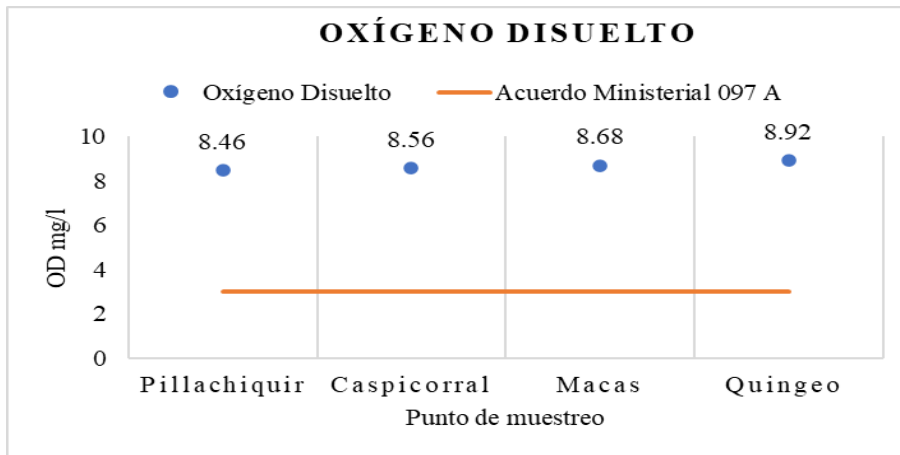 OXÍGENO DISUELTO
Oxígeno Disuelto Acuerdo Ministerial 097 A
10
8
6
4
2
0
OD mg/l
8.46 8.56 8.68 8.92
Pillachiquir Caspicorral Macas Quingeo
Punto de muestreo